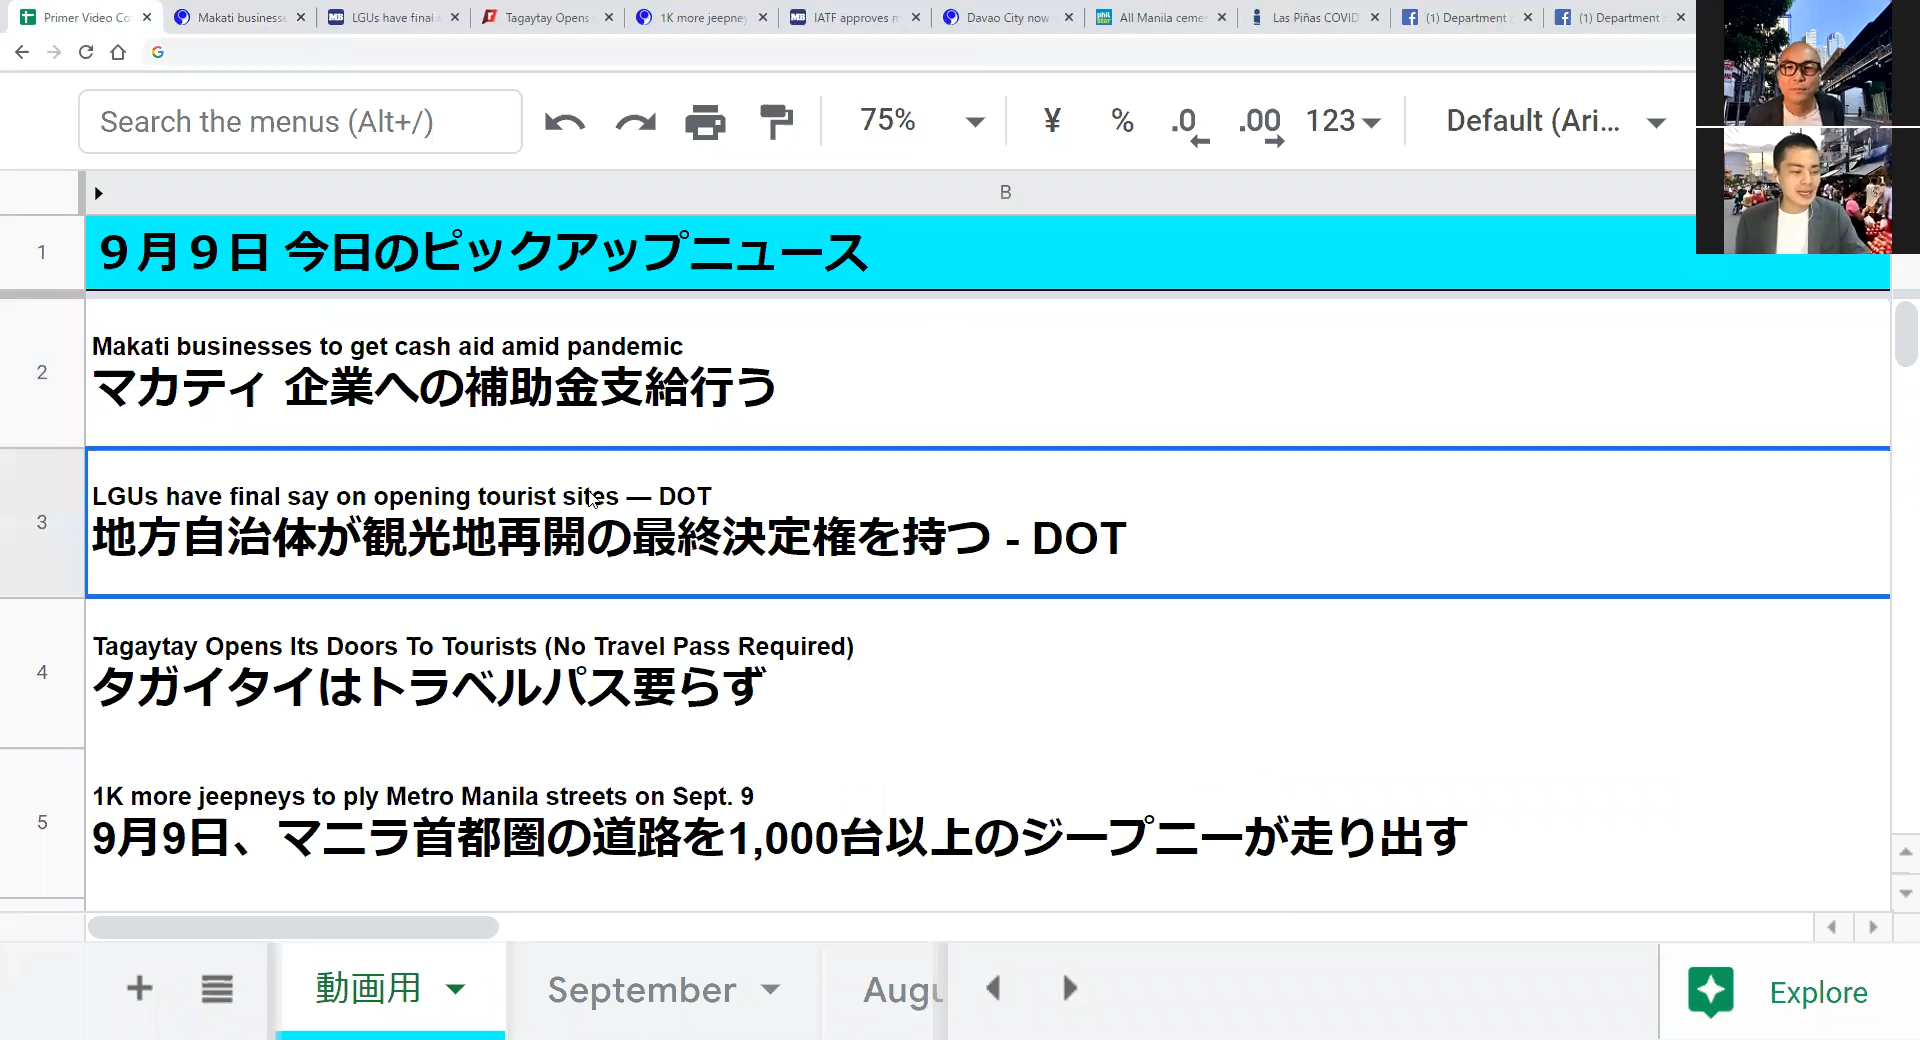 Primer Video Co
Makati businesse
LGUs have final
Tagaytay Opens
1K more jeepney
IATF approves m
Davao City now
All Manila ceme
Las Piñas COVID
(1) Department
(1) Department
Search the menus (Alt+/)
75%
¥
%
.0
.00
123
Default (Ari...
B
1
９月９日 今日のピックアップニュース
2
Makati businesses to get cash aid amid pandemic
マカティ 企業への補助金支給行う
3
LGUs have final say on opening tourist sites — DOT
地方自治体が観光地再開の最終決定権を持つ - DOT
4
Tagaytay Opens Its Doors To Tourists (No Travel Pass Required)
タガイタイはトラベルパス要らず
5
1K more jeepneys to ply Metro Manila streets on Sept. 9
9月9日、マニラ首都圏の道路を1,000台以上のジープニーが走り出す
動画用
September
Augu
Explore